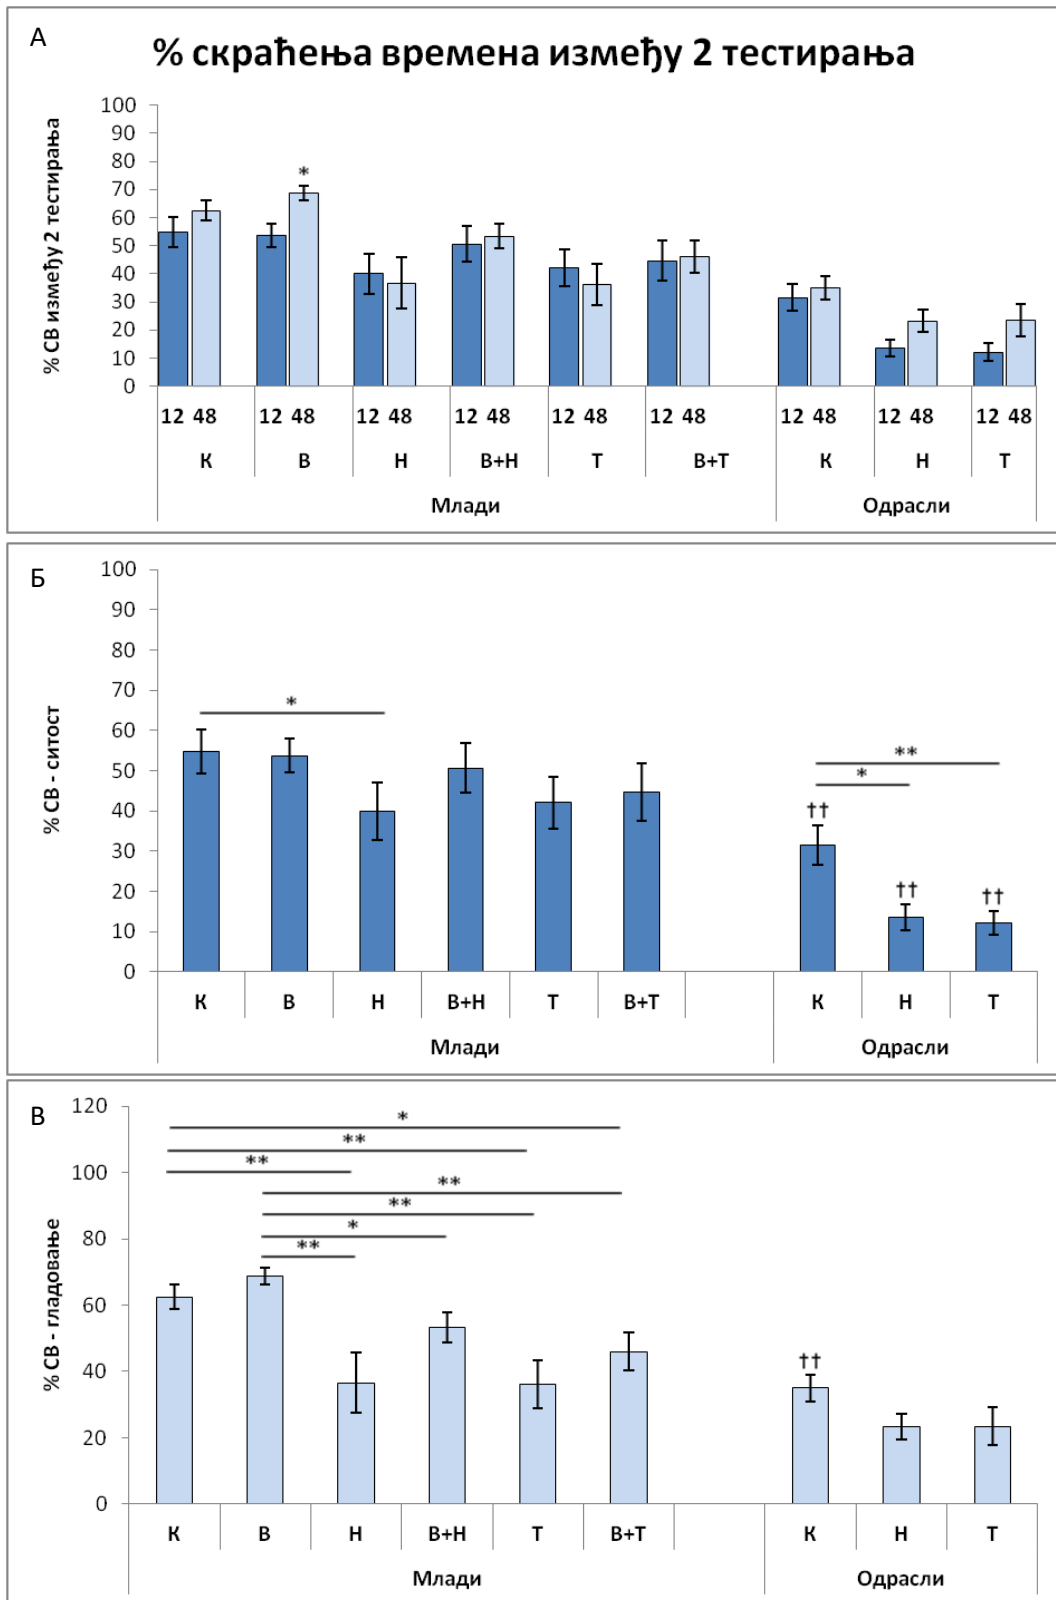 А
% скраћења времена између 2 тестирања
% СВ између 2 тестирања
100
90
80
70
60
50
40
30
20
10
0
*
12 48 12 48 12 48 12 48 12 48 12 48 12 48 12 48 12 48
К В Н В+Н Т В+Т К Н Т
Млади Одрасли
Б
% СВ - ситост
100
90
80
70
60
50
40
30
20
10
0
*
**
*
†† †† ††
К В Н В+Н Т В+Т К Н Т
Млади Одрасли
В
% СВ - гладовање
120
100
80
60
40
20
0
*
**
**
**
**
*
**
††
К В Н В+Н Т В+Т К Н Т
Млади Одрасли